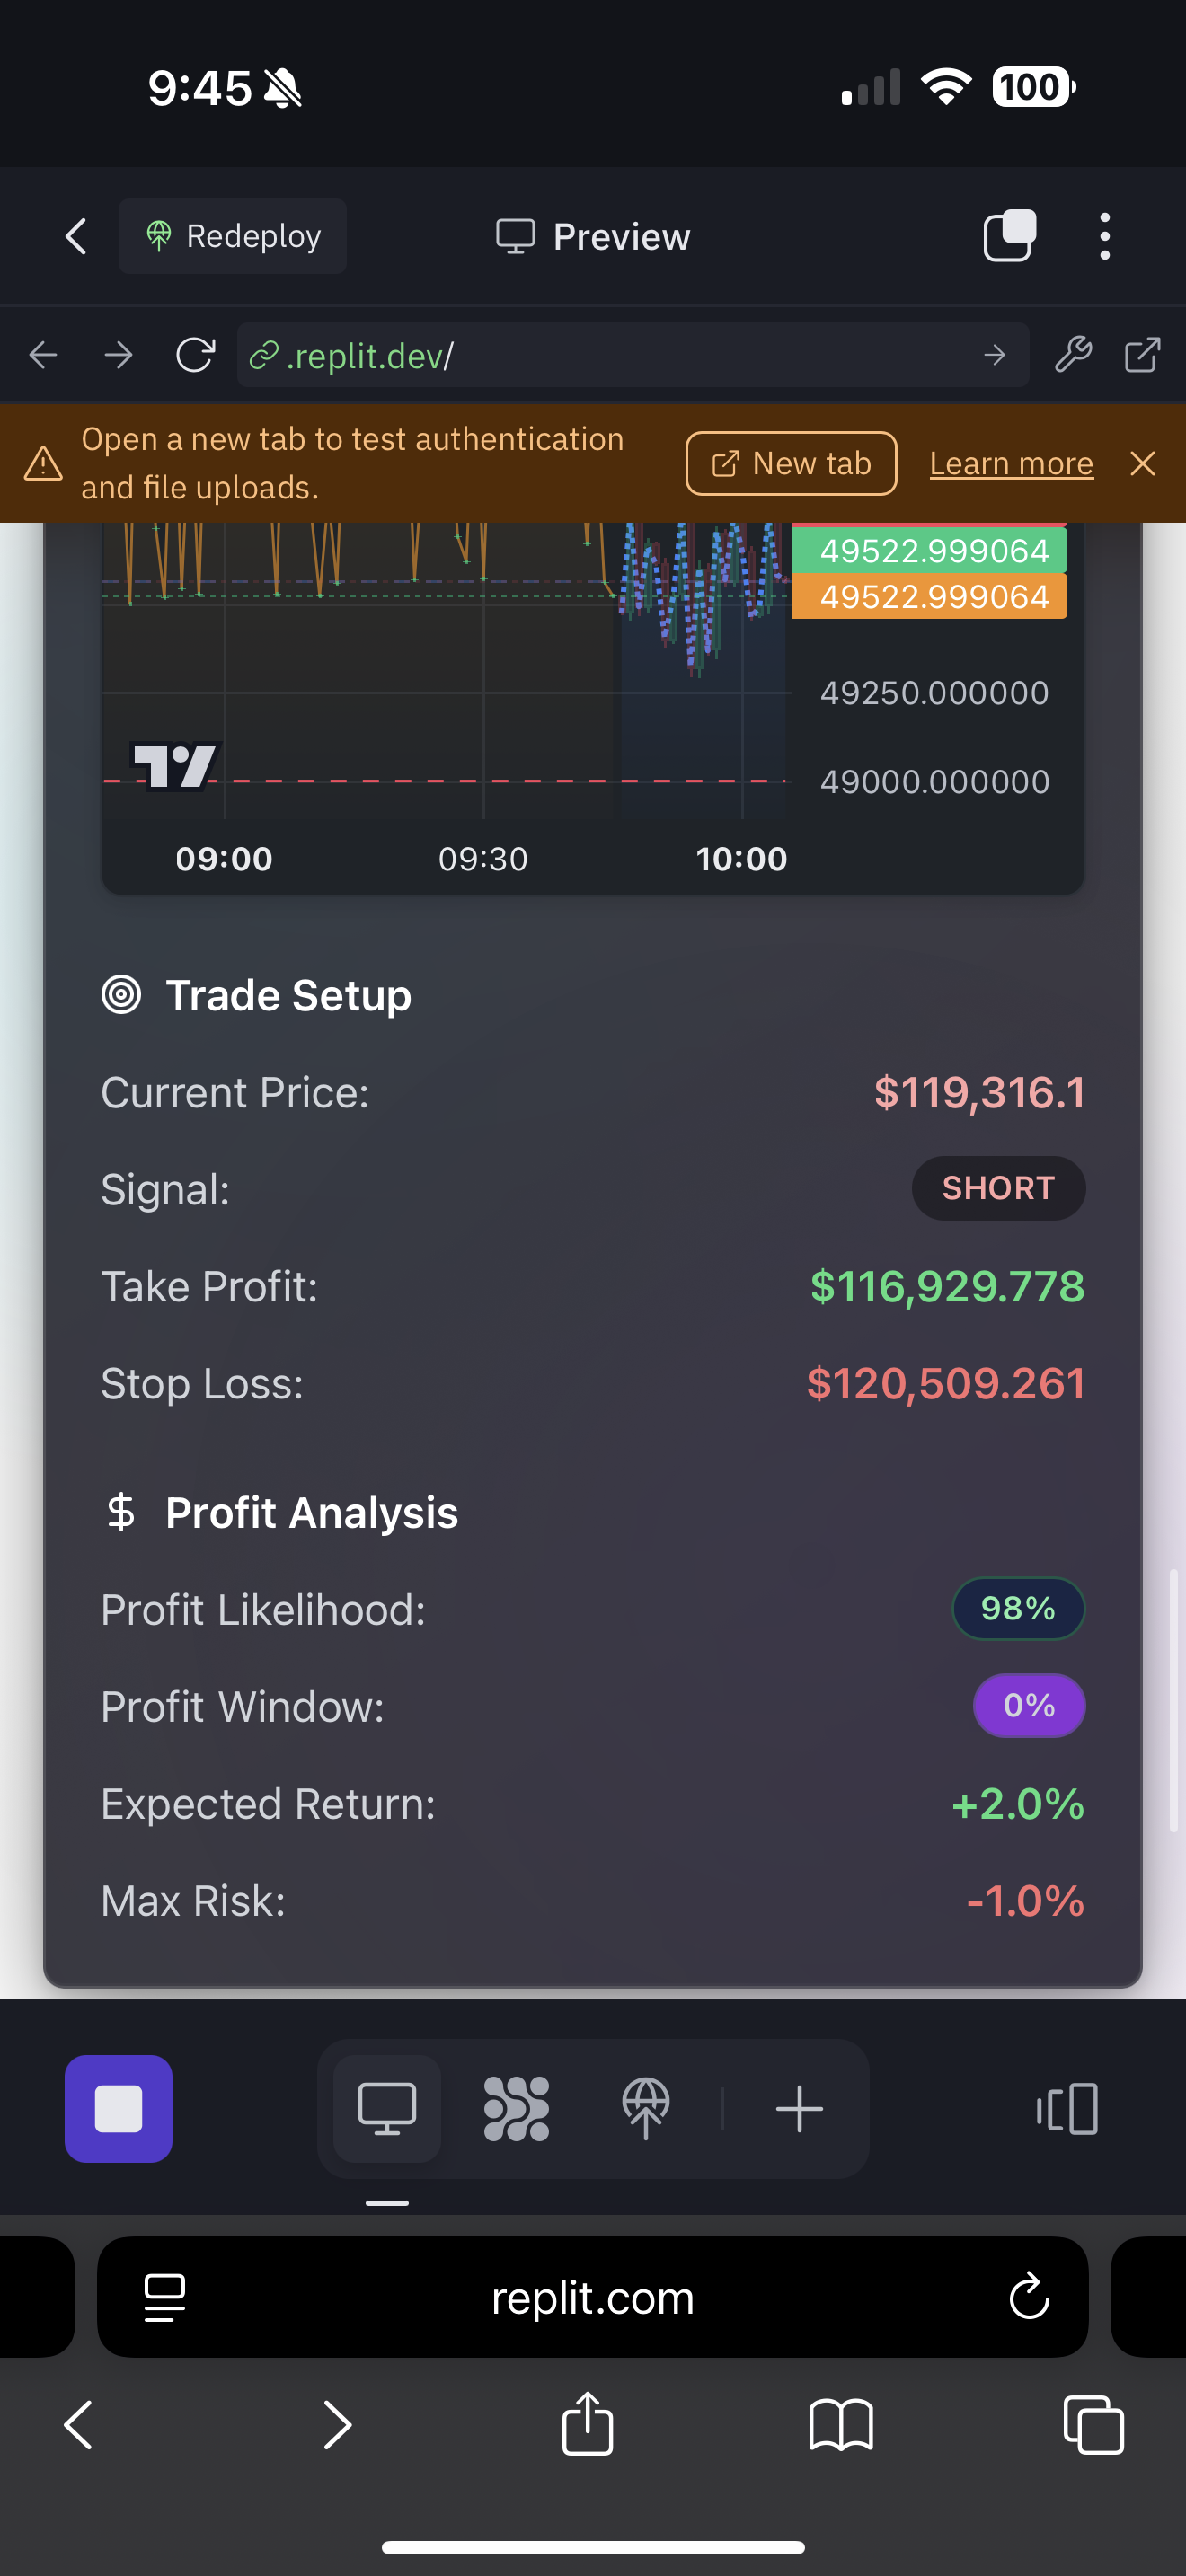 9:45
100
Redeploy
Preview
.replit.dev/
Open a new tab to test authentication
and file uploads.
New tab
Learn more
49522.999064
49522.999064
49250.000000
49000.000000
09:00
09:30
10:00
Trade Setup
Current Price:
$119,316.1
Signal:
SHORT
Take Profit:
$116,929.778
Stop Loss:
$120,509.261
Profit Analysis
Profit Likelihood:
98%
Profit Window:
0%
Expected Return:
+2.0%
Max Risk:
-1.0%
replit.com